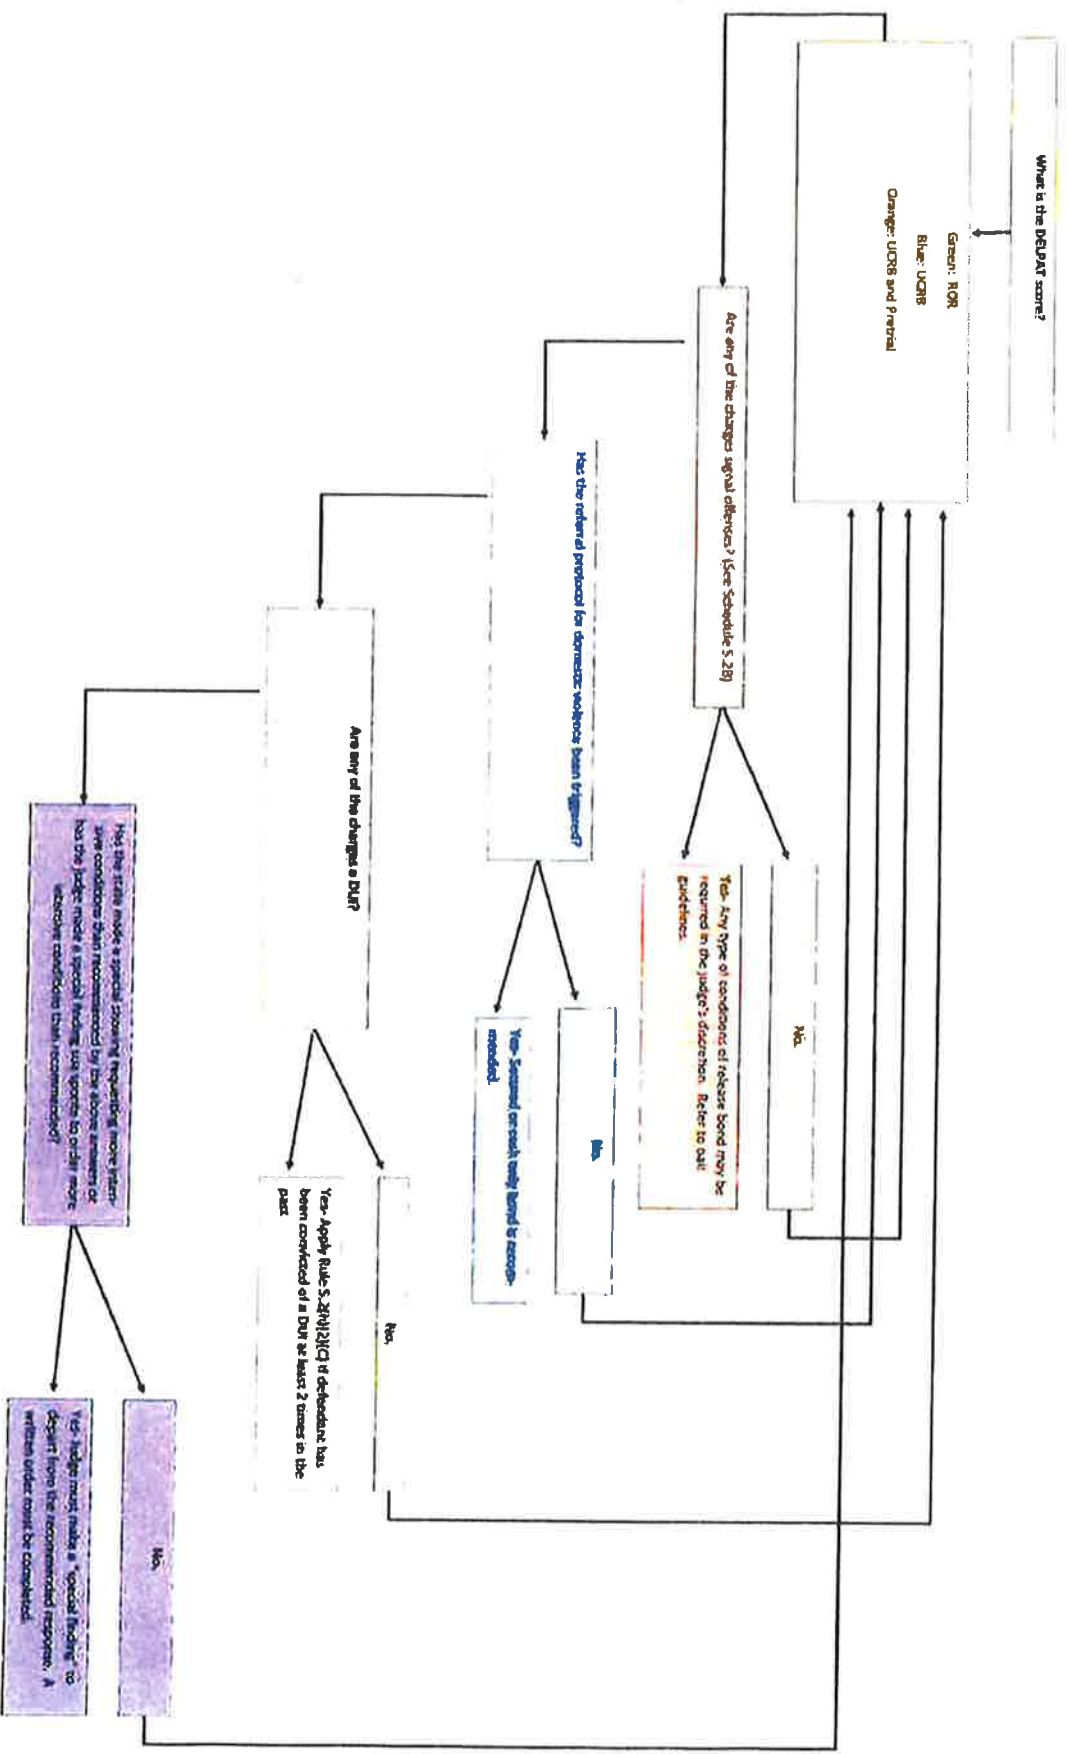 What is the DELPAT score?
Green: ROR
Blue: UCRB
Orange: UCRB and Pretrial
Are any of the charges signal offenses? (See Schedule 5.2B)
No.
Yes- Any type of conditions of release bond may be
required in the judge's discretion. Refer to bail
guidelines.
Has the referral protocol for domestic violence been triggered?
No.
Yes- Secured or cash only bond is recom-
mended.
Are any of the charges a DUI?
No.
Yes- Apply Rule 5.2(h)(2)(C) if defendant has
been convicted of a DUI at least 2 times in the
past
Has the state made a special showing requesting more inten-
sive conditions than recommended by the above answers or
has the judge made a special finding sua sponte to order more
intensive conditions than recommended?
No.
Yes- Judge must make a "special finding" to
depart from the recommended response. A
written order must be completed.